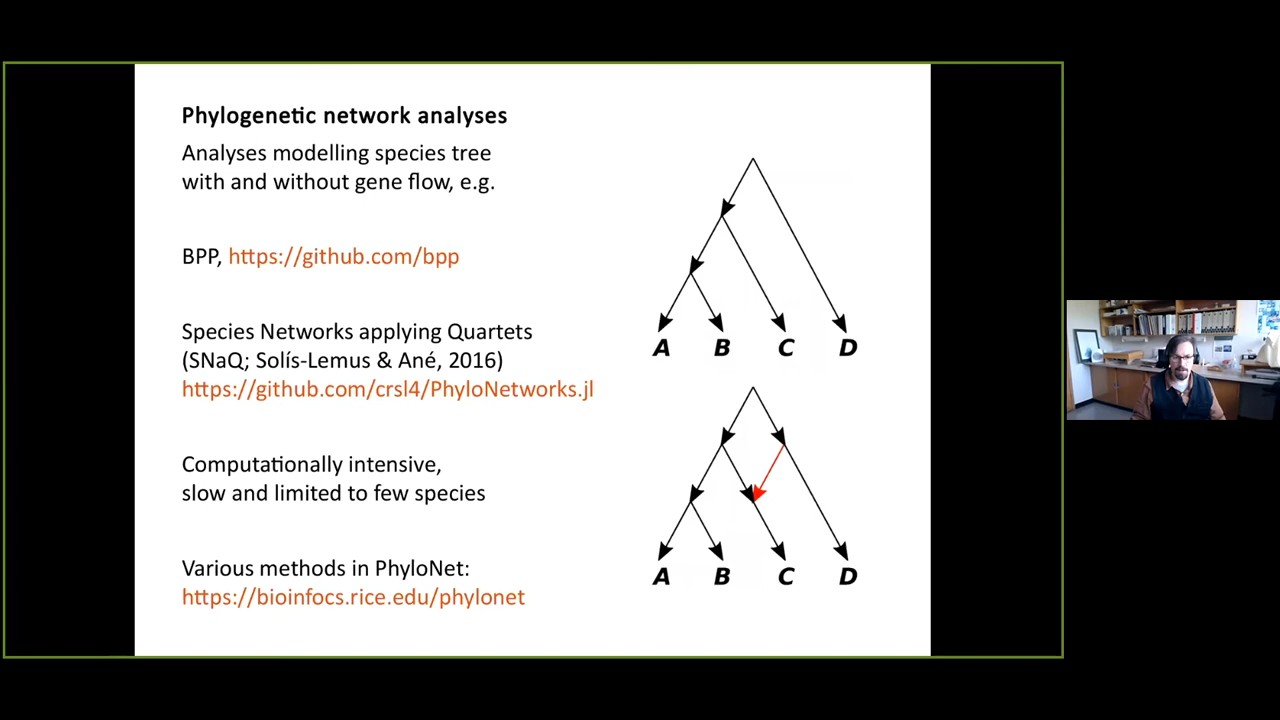 Phylogenetic network analyses
Analyses modelling species tree
with and without gene flow, e.g.
BPP, https://github.com/bpp
Species Networks applying Quartets
(SNaQ; Solís-Lemus & Ané, 2016)
https://github.com/crsl4/PhyloNetworks.jl
Computationally intensive,
slow and limited to few species
Various methods in PhyloNet:
https://bioinfocs.rice.edu/phylonet
A B C D
A B C D